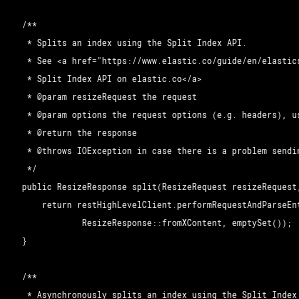 /**
* Splits an index using the Split Index API.
* See <a href="https://www.elastic.co/guide/en/elastics
* Split Index API on elastic.co</a>
* @param resizeRequest the request
* @param options the request options (e.g. headers), us
* @return the response
* @throws IOException in case there is a problem sendin
*/
public ResizeResponse split(ResizeRequest resizeRequest,
return restHighLevelClient.performRequestAndParseEnt
ResizeResponse::fromXContent, emptySet());
}
/**
* Asynchronously splits an index using the Split Index